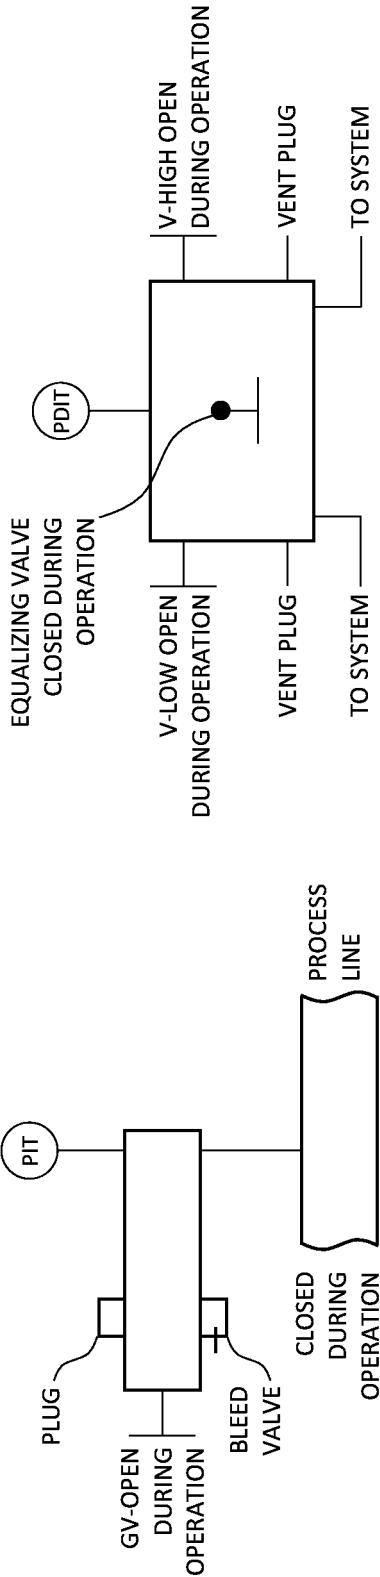 PIT
PLUG
GV-OPEN
DURING
OPERATION
BLEED
VALVE
CLOSED
DURING
OPERATION
PROCESS
LINE
EQUALIZING VALVE
CLOSED DURING
OPERATION
PDIT
V-LOW OPEN
DURING OPERATION
V-HIGH OPEN
DURING OPERATION
VENT PLUG
VENT PLUG
TO SYSTEM
TO SYSTEM